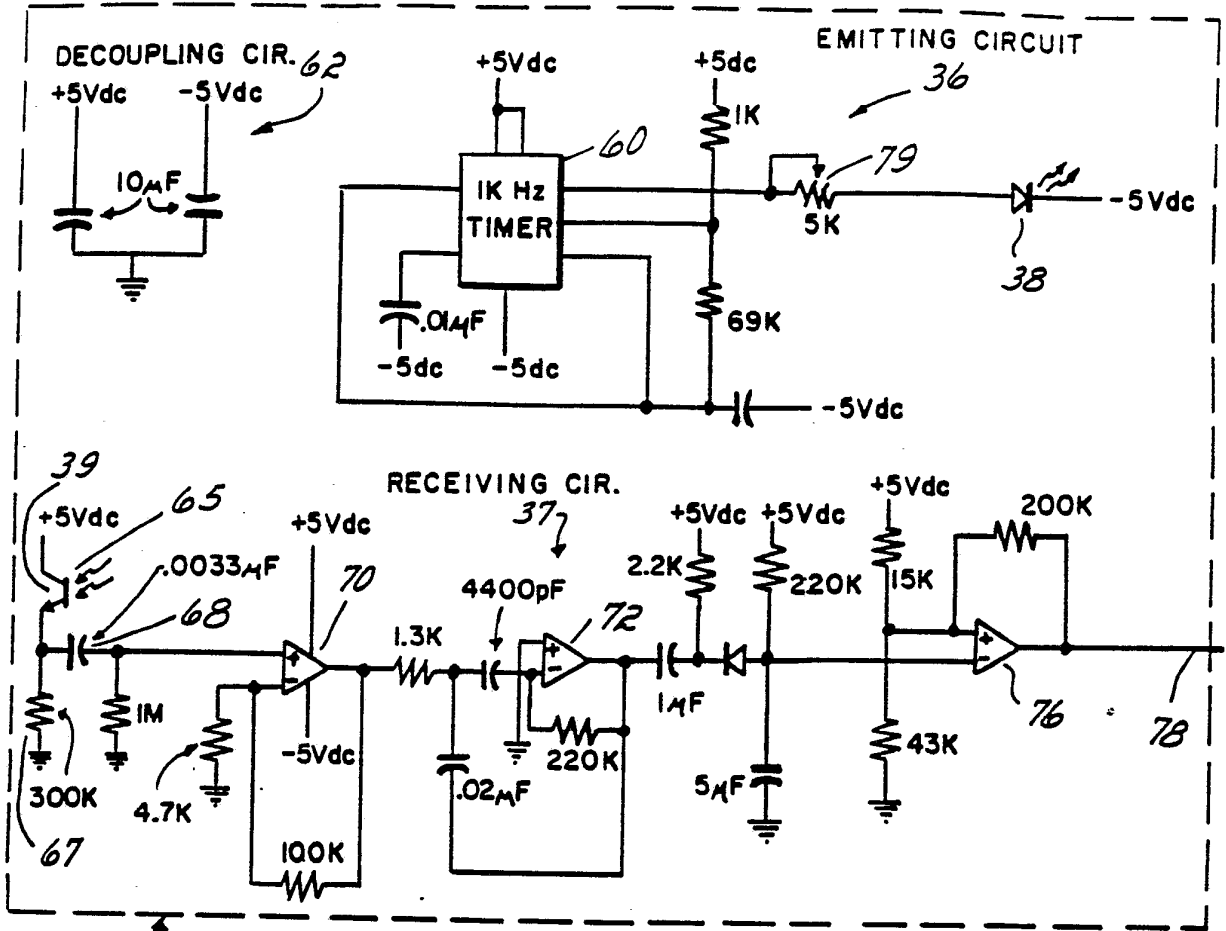 DECOUPLING CIR. 62
+5Vdc -5Vdc
10μF
EMITTING CIRCUIT
36
+5Vdc
+5dc
1K
60
79
1K Hz
TIMER
5K
-5Vdc
38
.01μF
69K
-5dc
-5dc
-5Vdc
RECEIVING CIR.
37
39
65
+5Vdc
.0033μF
68
+5Vdc
70
1.3K
4400pF
72
+5Vdc
+5Vdc
2.2K
220K
+5Vdc
15K
200K
+
-
+
-
+
-
1M
-5Vdc
220K
1μF
76
78
300K
67
4.7K
.02μF
5μF
43K
100K